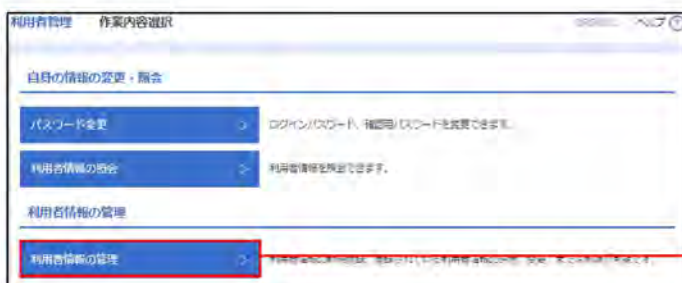 利用者管理 作業内容選択
ヘルプ ?
自身の情報の変更・照会
パスワード変更 >
ログインパスワード、確認用パスワードを変更できます。
利用者情報の照会 >
利用者情報を照会できます。
利用者情報の管理
利用者情報の管理 >